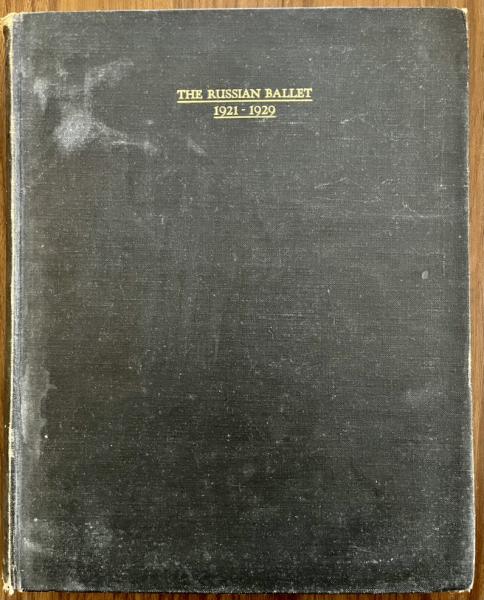 THE RUSSIAN BALLET
1921 - 1929